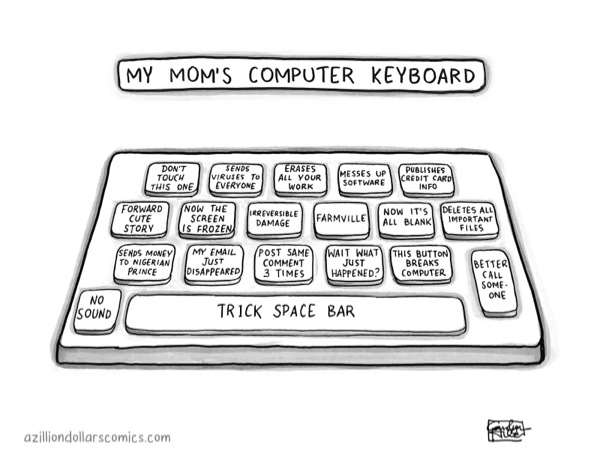 MY MOM'S COMPUTER KEYBOARD
DON'T
TOUCH
THIS ONE
SENDS
VIRUSES TO
EVERYONE
ERASES
ALL YOUR
WORK
MESSES UP
SOFTWARE
PUBLISHES
CREDIT CARD
INFO
FORWARD
CUTE
STORY
NOW THE
SCREEN
IS FROZEN
IRREVERSIBLE
DAMAGE
FARMVILLE
NOW IT'S
ALL BLANK
DELETES ALL
IMPORTANT
FILES
SENDS MONEY
TO NIGERIAN
PRINCE
MY EMAIL
JUST
DISAPPEARED
POST SAME
COMMENT
3 TIMES
WAIT WHAT
JUST
HAPPENED?
THIS BUTTON
BREAKS
COMPUTER
BETTER
CALL
SOME-
ONE
NO
SOUND
TRICK SPACE BAR
azilliondollarscomics.com